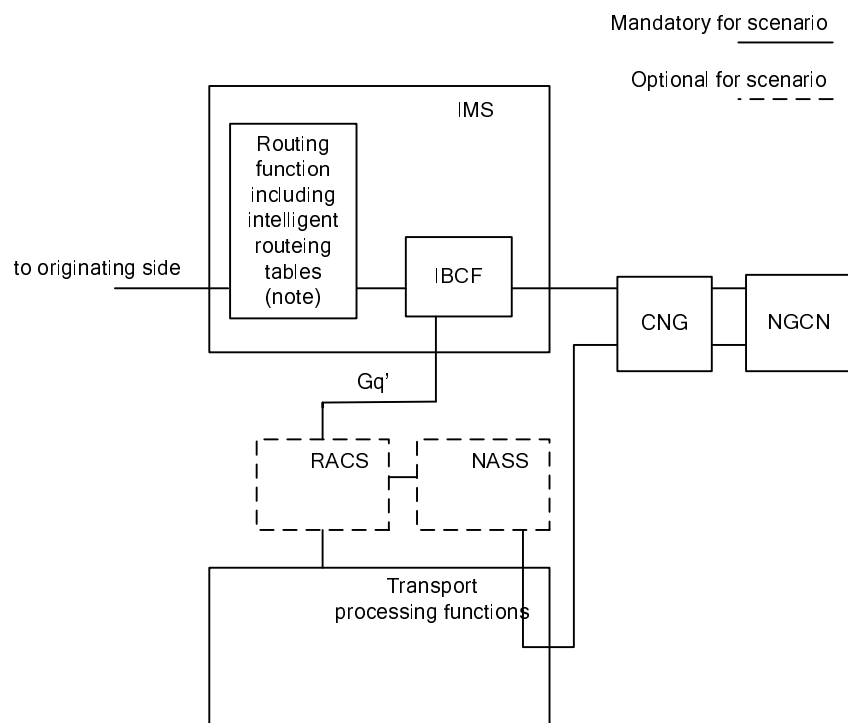 Mandatory for scenario
Optional for scenario
IMS
Routing
function
including
intelligent
routeing
tables
(note)
to originating side
IBCF
CNG
NGCN
Gq’
RACS
NASS
Transport
processing functions